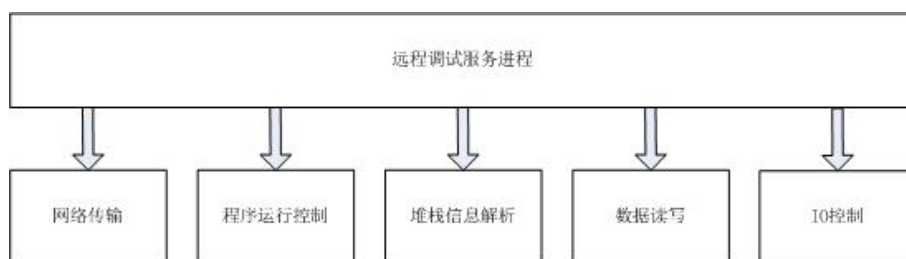 远程调试服务进程
网络传输
程序运行控制
堆栈信息解析
数据读写
IO控制